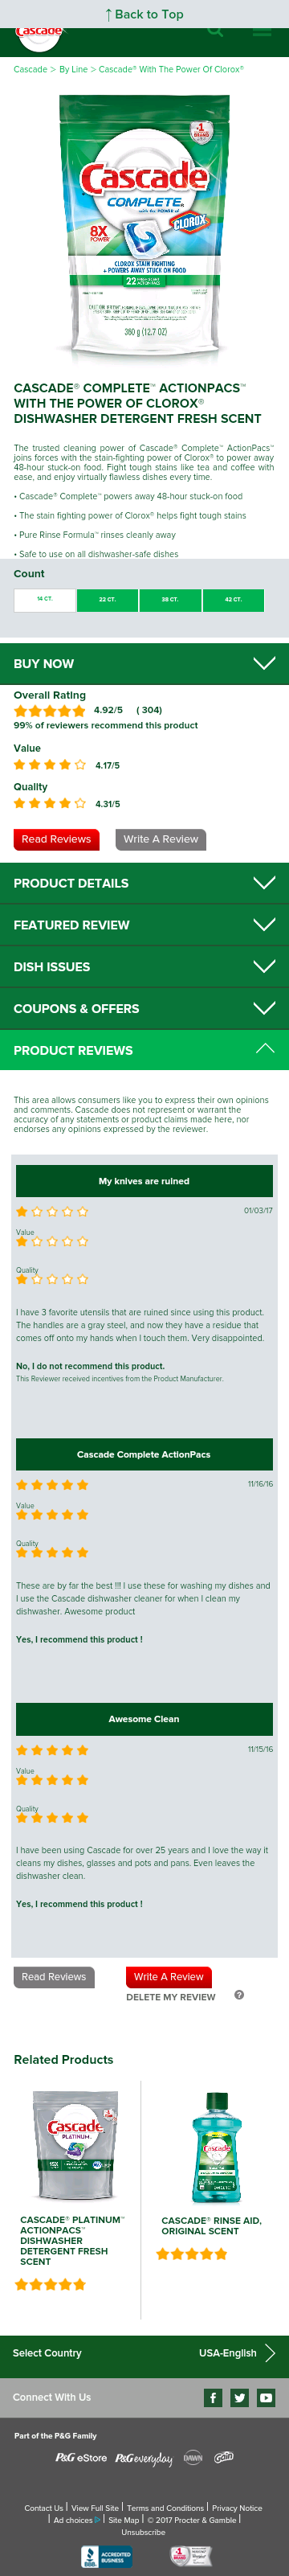 ↑ Back to Top
Cascade
Cascade > By Line > Cascade® With The Power Of Clorox®
#1 BRAND
Cascade
COMPLETE™
with the POWER of
CLOROX
8X
POWER*
CLOROX STAIN FIGHTING
+ POWERS AWAY STUCK ON FOOD
22 ACTIONPACS
360 g (12.7 OZ)
CASCADE® COMPLETE™ ACTIONPACS™
WITH THE POWER OF CLOROX®
DISHWASHER DETERGENT FRESH SCENT
The trusted cleaning power of Cascade® Complete™ ActionPacs™
joins forces with the stain-fighting power of Clorox® to power away
48-hour stuck-on food. Fight tough stains like tea and coffee with
ease, and enjoy virtually flawless dishes every time.
• Cascade® Complete™ powers away 48-hour stuck-on food
• The stain fighting power of Clorox® helps fight tough stains
• Pure Rinse Formula™ rinses cleanly away
• Safe to use on all dishwasher-safe dishes
Count
14 CT. 22 CT. 38 CT. 42 CT.
BUY NOW
Overall Rating
4.92/5 ( 304)
99% of reviewers recommend this product
Value
4.17/5
Quality
4.31/5
Read Reviews Write A Review
PRODUCT DETAILS
FEATURED REVIEW
DISH ISSUES
COUPONS & OFFERS
PRODUCT REVIEWS
This area allows consumers like you to express their own opinions
and comments. Cascade does not represent or warrant the
accuracy of any statements or product claims made here, nor
endorses any opinions expressed by the reviewer.
My knives are ruined
01/03/17
Value
Quality
I have 3 favorite utensils that are ruined since using this product.
The handles are a gray steel, and now they have a residue that
comes off onto my hands when I touch them. Very disappointed.
No, I do not recommend this product.
This Reviewer received incentives from the Product Manufacturer.
Cascade Complete ActionPacs
11/16/16
Value
Quality
These are by far the best !!! I use these for washing my dishes and
I use the Cascade dishwasher cleaner for when I clean my
dishwasher. Awesome product
Yes, I recommend this product !
Awesome Clean
11/15/16
Value
Quality
I have been using Cascade for over 25 years and I love the way it
cleans my dishes, glasses and pots and pans. Even leaves the
dishwasher clean.
Yes, I recommend this product !
Read Reviews Write A Review
DELETE MY REVIEW ?
Related Products
Cascade
PLATINUM™
Cascade
CASCADE® PLATINUM™
ACTIONPACS™
DISHWASHER
DETERGENT FRESH
SCENT
CASCADE® RINSE AID,
ORIGINAL SCENT
Select Country USA-English
Connect With Us
Part of the P&G Family
P&G eStore P&G everyday DAWN Gain
Contact Us | View Full Site | Terms and Conditions | Privacy Notice
| Ad choices | Site Map | © 2017 Procter & Gamble |
Unsubscribe
BBB ACCREDITED
BUSINESS